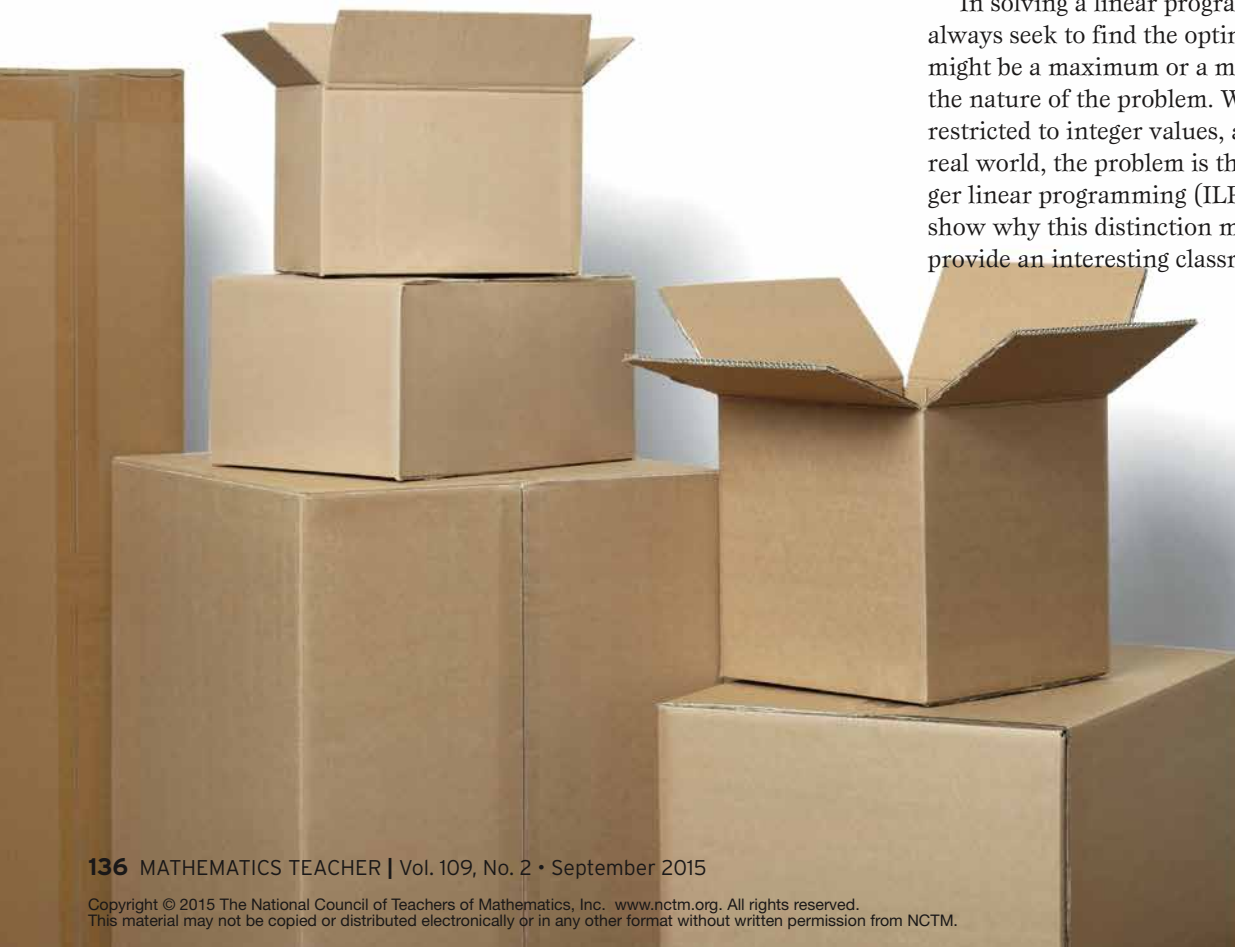 In solving a linear progra
always seek to find the optim
might be a maximum or a m
the nature of the problem. W
restricted to integer values, a
real world, the problem is th
ger linear programming (ILP
show why this distinction m
provide an interesting classr
136 MATHEMATICS TEACHER | Vol. 109, No. 2 • September 2015
Copyright © 2015 The National Council of Teachers of Mathematics, Inc. www.nctm.org. All rights reserved.
This material may not be copied or distributed electronically or in any other format without written permission from NCTM.